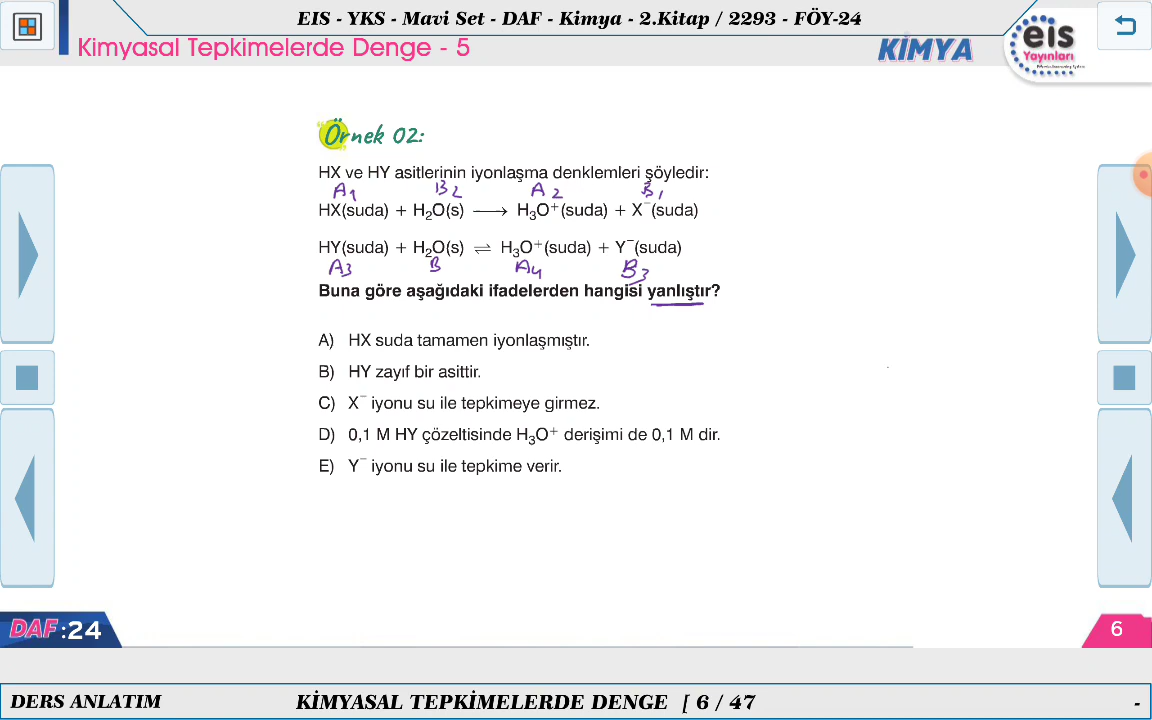 EIS - YKS - Mavi Set - DAF - Kimya - 2.Kitap / 2293 - FÖY-24
Kimyasal Tepkimelerde Denge - 5
KİMYA
eis
Yayınları
Örnek 02:
HX ve HY asitlerinin iyonlaşma denklemleri şöyledir:
A1 B2 A2 B1
HX(suda) + H₂O(s) ⟶ H₃O⁺(suda) + X⁻(suda)
HY(suda) + H₂O(s) ⇌ H₃O⁺(suda) + Y⁻(suda)
A3 B A4 B3
Buna göre aşağıdaki ifadelerden hangisi yanlıştır?
A) HX suda tamamen iyonlaşmıştır.
B) HY zayıf bir asittir.
C) X⁻ iyonu su ile tepkimeye girmez.
D) 0,1 M HY çözeltisinde H₃O⁺ derişimi de 0,1 M dir.
E) Y⁻ iyonu su ile tepkime verir.
DAF:24
6
DERS ANLATIM
KİMYASAL TEPKİMELERDE DENGE [ 6 / 47
-